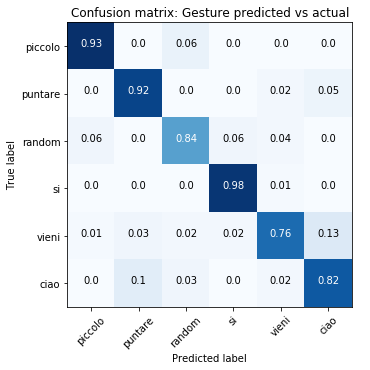 Confusion matrix: Gesture predicted vs actual
True label
piccolo 0.93 0.0 0.06 0.0 0.0 0.0
puntare 0.0 0.92 0.0 0.0 0.02 0.05
random 0.06 0.0 0.84 0.06 0.04 0.0
si 0.0 0.0 0.0 0.98 0.01 0.0
vieni 0.01 0.03 0.02 0.02 0.76 0.13
ciao 0.0 0.1 0.03 0.0 0.02 0.82
piccolo puntare random si vieni ciao
Predicted label